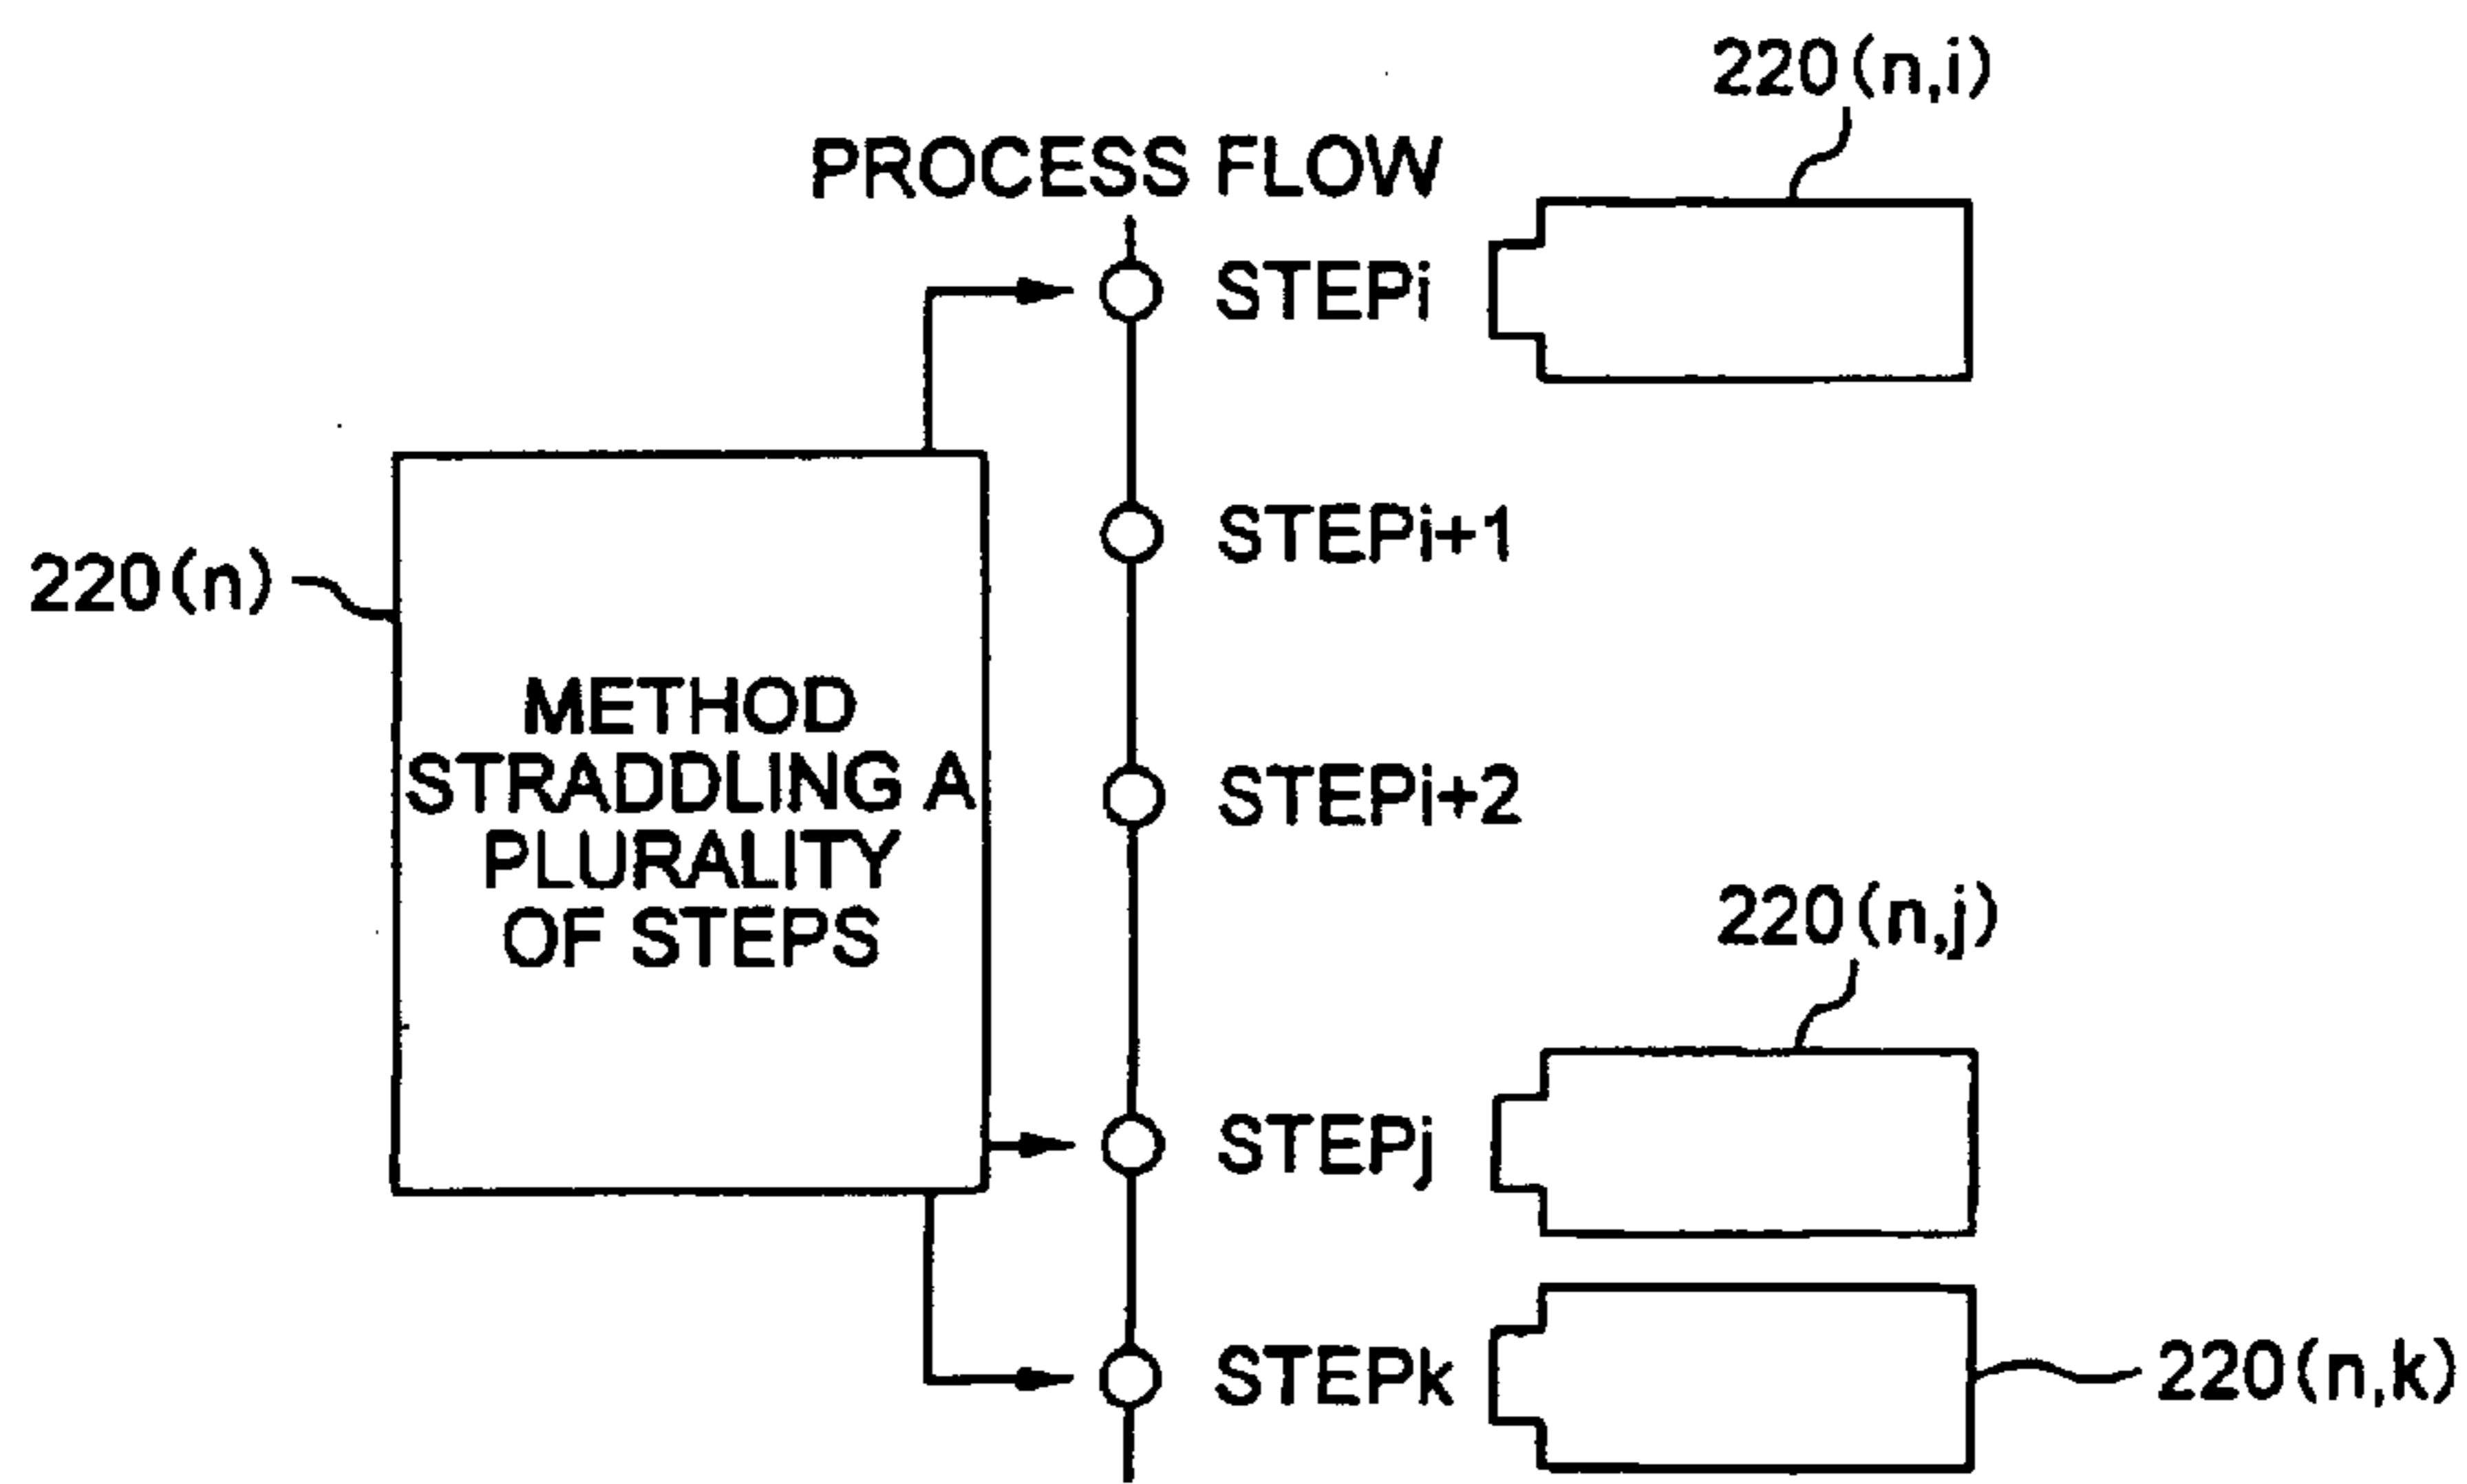 220(n,i)
PROCESS FLOW
STEPi
STEPi+1
220(n)
METHOD
STRADDLING A
PLURALITY
OF STEPS
STEPi+2
220(n,j)
STEPj
STEPk
220(n,k)